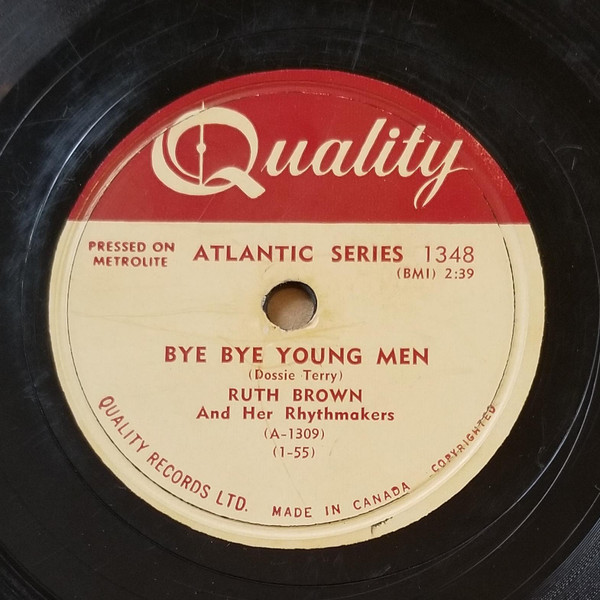 Quality
PRESSED ON
METROLITE
ATLANTIC SERIES 1348
(BMI) 2:39
BYE BYE YOUNG MEN
(Dossie Terry)
RUTH BROWN
And Her Rhythmakers
(A-1309)
(1-55)
QUALITY RECORDS LTD. MADE IN CANADA COPYRIGHTED